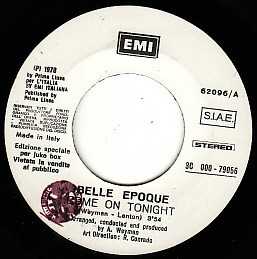 EMI
(P) 1978
by Prima Linea
per L'ITALIA
by EMI ITALIANA
Published by
Prima Linea
62096/A
S.I.A.E.
Made in Italy
STEREO
Edizione speciale
per juke box
Vietata la vendita
al pubblico
3C 000-79056
BELLE EPOQUE
COME ON TONIGHT
Wayman - Lenton) 3'54
Arranged, conducted and produced
by A. Wayman
Art Direction: R. Conrado